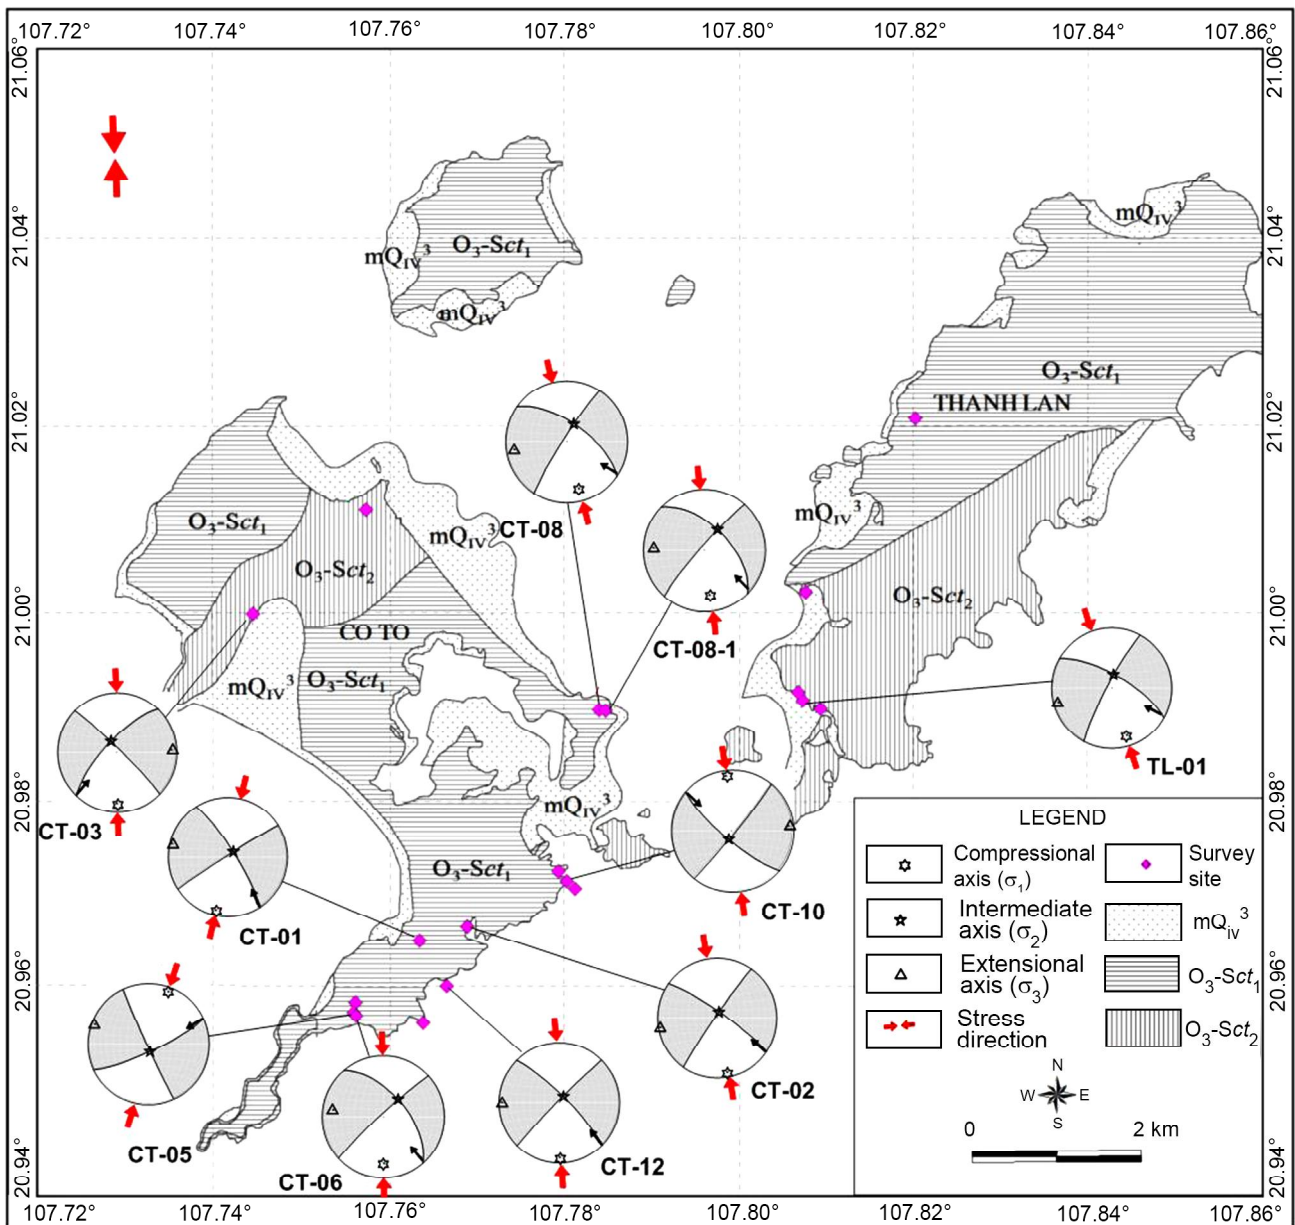 107.72° 107.74° 107.76° 107.78° 107.80° 107.82° 107.84° 107.86°
21.06° 21.06°
mQIV³
21.04° 21.04°
mQIV³ O₃-Sct₁
mQIV³
O₃-Sct₁
THANH LAN
21.02° 21.02°
O₃-Sct₁
mQIV³
CT-08
mQIV³
O₃-Sct₂
O₃-Sct₂
21.00° 21.00°
CO TO
CT-08-1
mQIV³ O₃-Sct₁
TL-01
20.98° 20.98°
mQIV³
CT-03
O₃-Sct₁
CT-10
CT-01
20.96° 20.96°
CT-02
CT-05
CT-12
CT-06
20.94° 20.94°
LEGEND
Compressional
axis (σ₁)
Survey
site
Intermediate
axis (σ₂)
mQiv³
Extensional
axis (σ₃)
O₃-Sct₁
Stress
direction
O₃-Sct₂
N
W E
S
0 2 km
107.72° 107.74° 107.76° 107.78° 107.80° 107.82° 107.84° 107.86°